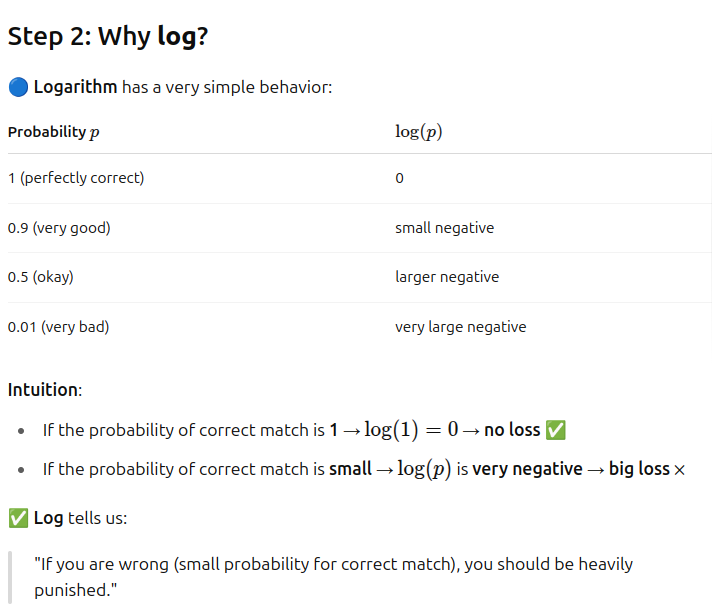 Step 2: Why log?
🔵 Logarithm has a very simple behavior:
Probability p log(p)
1 (perfectly correct) 0
0.9 (very good) small negative
0.5 (okay) larger negative
0.01 (very bad) very large negative
Intuition:
• If the probability of correct match is 1 → log(1) = 0 → no loss ✅
• If the probability of correct match is small → log(p) is very negative → big loss ×
✅ Log tells us:
"If you are wrong (small probability for correct match), you should be heavily
punished."